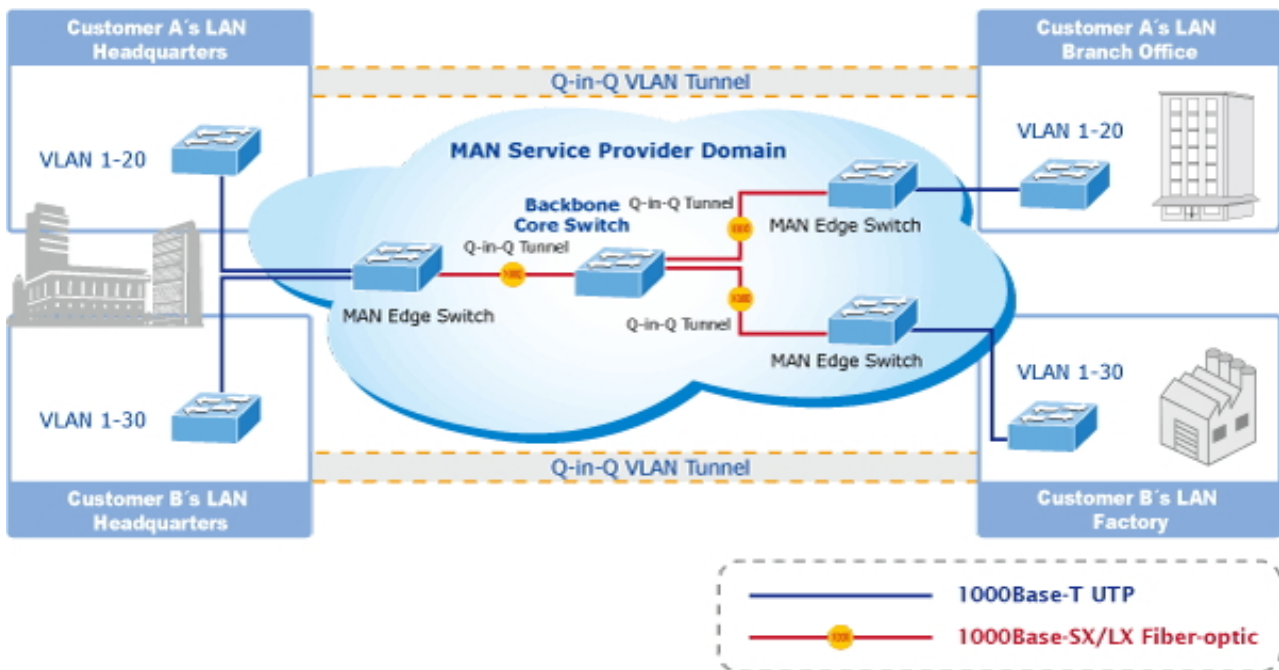 Customer A´s LAN
Headquarters
Customer A´s LAN
Branch Office
Q-in-Q VLAN Tunnel
VLAN 1-20
MAN Service Provider Domain
VLAN 1-20
Backbone
Core Switch
Q-in-Q Tunnel
MAN Edge Switch
Q-in-Q Tunnel
MAN Edge Switch
Q-in-Q Tunnel
MAN Edge Switch
VLAN 1-30
VLAN 1-30
Q-in-Q VLAN Tunnel
Customer B´s LAN
Headquarters
Customer B´s LAN
Factory
1000Base-T UTP
1000Base-SX/LX Fiber-optic